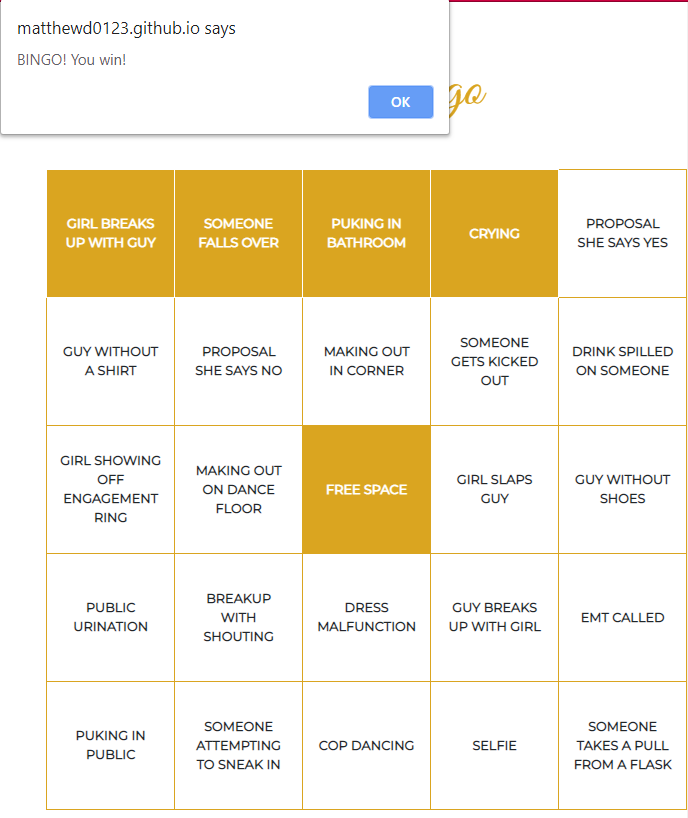 matthewd0123.github.io says
BINGO! You win!
OK
go
GIRL BREAKS
UP WITH GUY
SOMEONE
FALLS OVER
PUKING IN
BATHROOM
CRYING
PROPOSAL
SHE SAYS YES
GUY WITHOUT
A SHIRT
PROPOSAL
SHE SAYS NO
MAKING OUT
IN CORNER
SOMEONE
GETS KICKED
OUT
DRINK SPILLED
ON SOMEONE
GIRL SHOWING
OFF
ENGAGEMENT
RING
MAKING OUT
ON DANCE
FLOOR
FREE SPACE
GIRL SLAPS
GUY
GUY WITHOUT
SHOES
PUBLIC
URINATION
BREAKUP
WITH
SHOUTING
DRESS
MALFUNCTION
GUY BREAKS
UP WITH GIRL
EMT CALLED
PUKING IN
PUBLIC
SOMEONE
ATTEMPTING
TO SNEAK IN
COP DANCING
SELFIE
SOMEONE
TAKES A PULL
FROM A FLASK